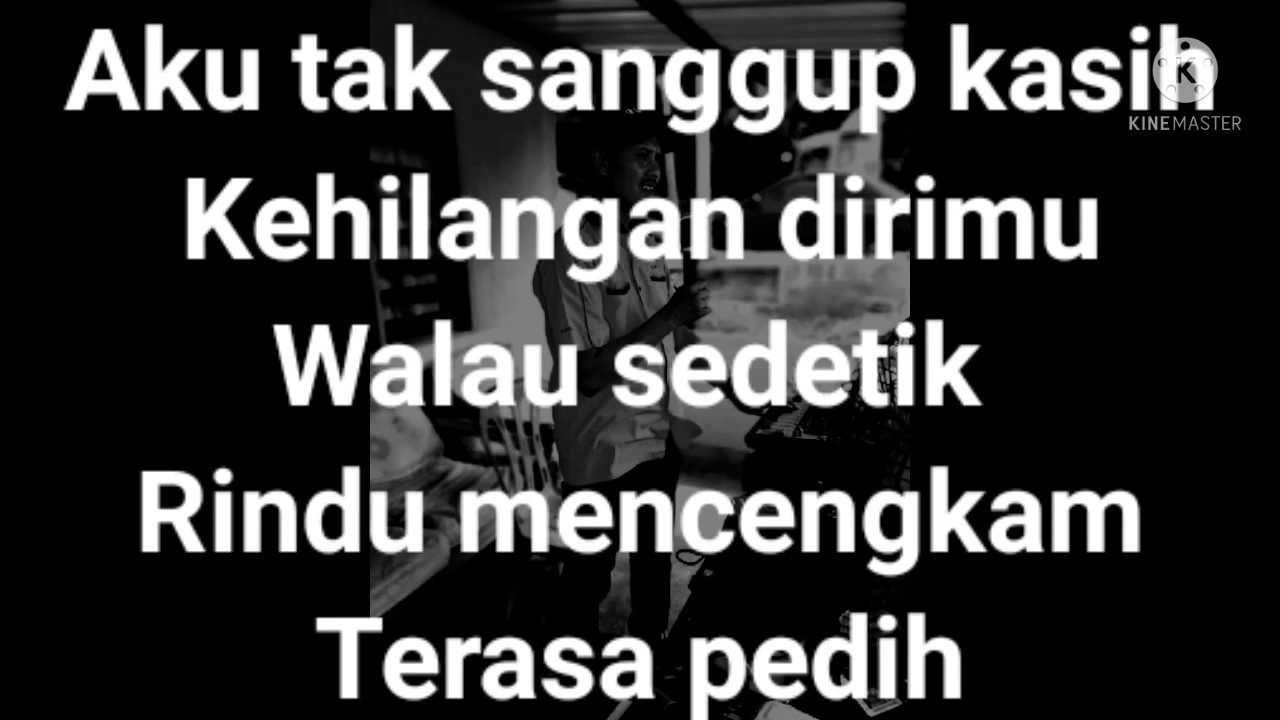 Aku tak sanggup kasih
KINEMASTER
Kehilangan dirimu
Walau sedetik
Rindu mencengkam
Terasa pedih